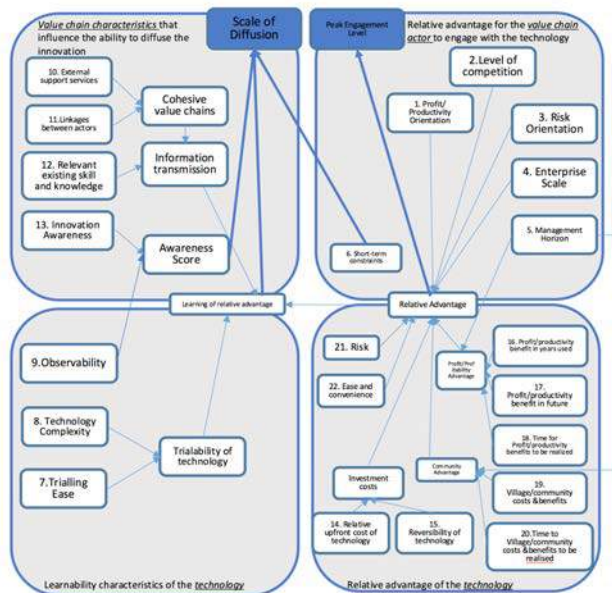 Value chain characteristics that
influence the ability to diffuse the
innovation
Scale of
Diffusion
Peak Engagement
Level
Relative advantage for the value chain
actor to engage with the technology
10. External
support services
11.Linkages
between actors
12. Relevant
existing skill and
knowledge
13. Innovation
Awareness
Cohesive
value chains
Information
transmission
Awareness
Score
2.Level of
competition
1. Profit/
Productivity
Orientation
3. Risk
Orientation
4. Enterprise
Scale
5. Management
Horizon
6. Short-term
constraints
Learning of relative advantage
Relative Advantage
9.Observability
8. Technology
Complexity
7.Trialling
Ease
Trialability of
technology
Learnability characteristics of the technology
21. Risk
22. Ease and
convenience
Profit/Prof
itability
Advantage
16. Profit/productivity
benefit in years used
17.
Profit/productivity
benefit in future
18. Time for
Profit/productivity
benefits to be realized
Community
Advantage
19.
Village/community
costs &benefits
20.Time to
Village/community
costs &benefits to be
realised
Investment
costs
14. Relative
upfront cost of
technology
15.
Reversibility of
technology
Relative advantage of the technology